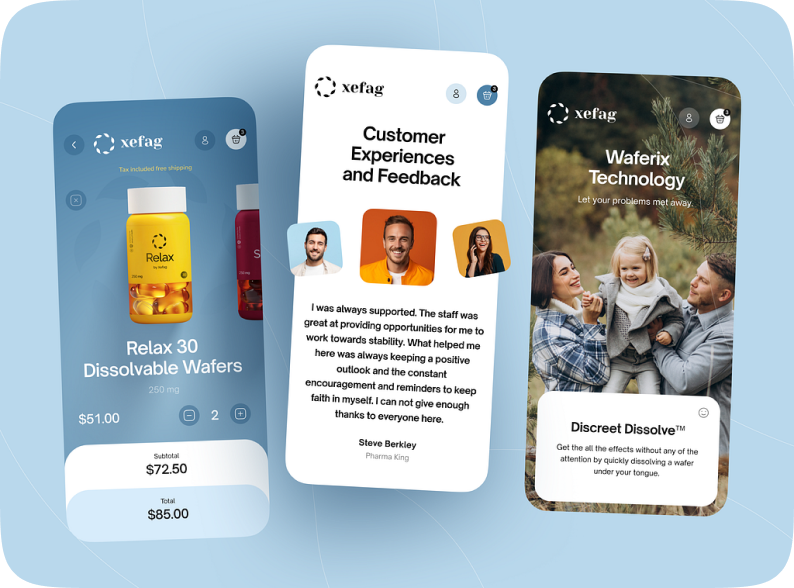 xefag
Tax included free shipping
Relax
by xefag
250 mg
S
Relax 30
Dissolvable Wafers
250 mg
$51.00
2
Subtotal
$72.50
Total
$85.00
xefag
Customer
Experiences
and Feedback
I was always supported. The staff was
great at providing opportunities for me to
work towards stability. What helped me
here was always keeping a positive
outlook and the constant
encouragement and reminders to keep
faith in myself. I can not give enough
thanks to everyone here.
Steve Berkley
Pharma King
xefag
Waferix
Technology
Let your problems met away.
Discreet Dissolve™
Get the all the effects without any of the
attention by quickly dissolving a wafer
under your tongue.